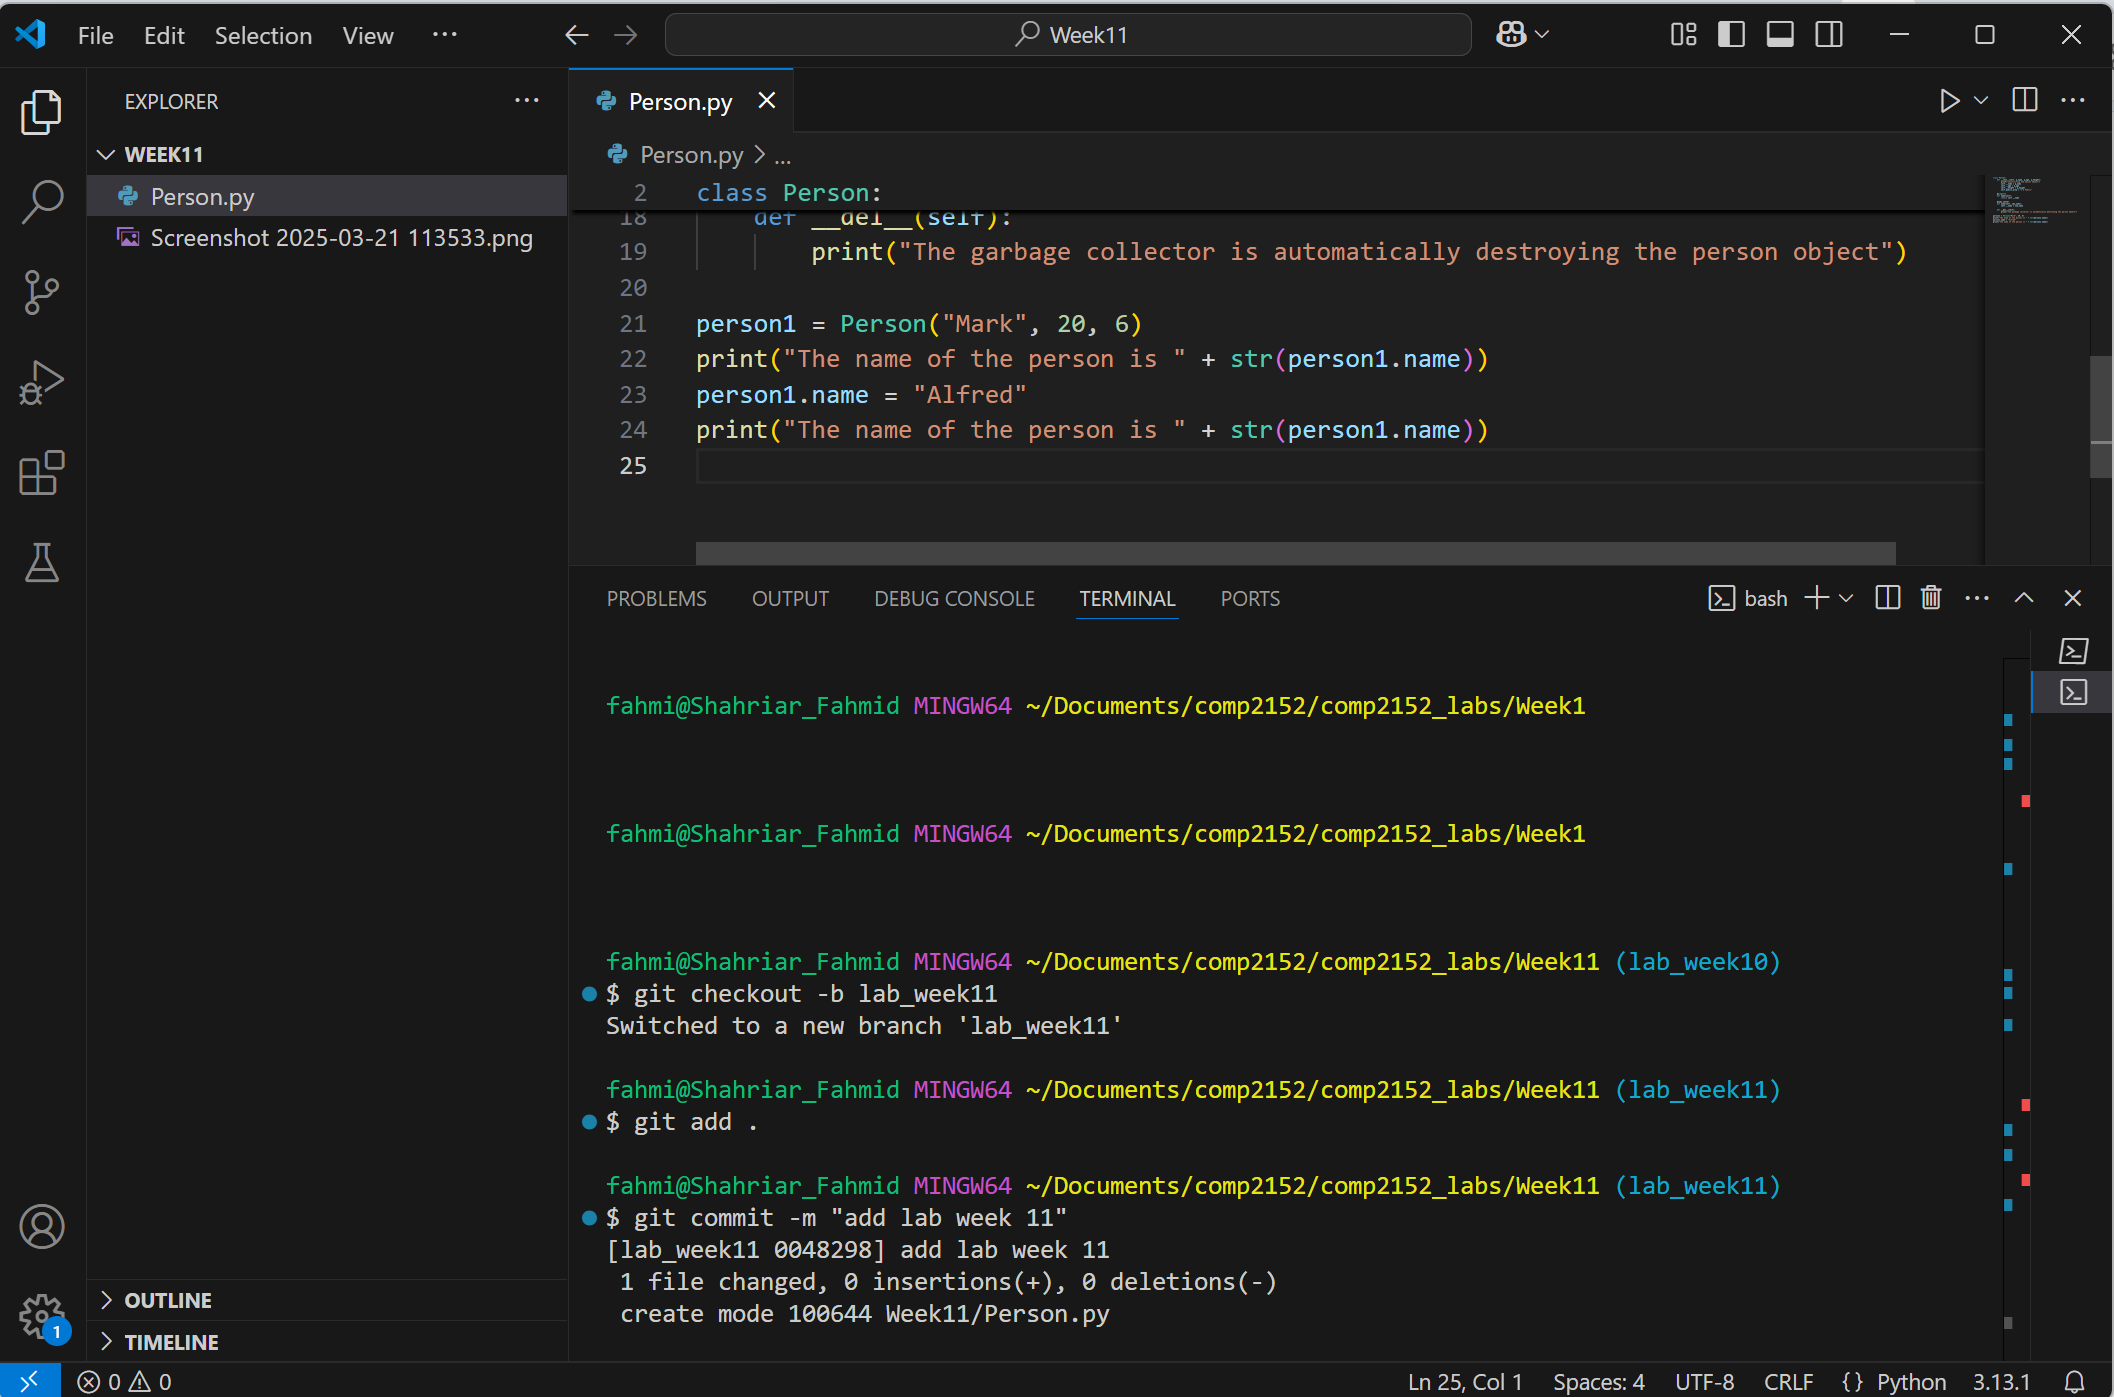 File Edit Selection View ...
Week11
EXPLORER
WEEK11
Person.py
Screenshot 2025-03-21 113533.png
OUTLINE
TIMELINE
Person.py
Person.py > ...
2 class Person:
18 def __del__(self):
19 print("The garbage collector is automatically destroying the person object")
20
21 person1 = Person("Mark", 20, 6)
22 print("The name of the person is " + str(person1.name))
23 person1.name = "Alfred"
24 print("The name of the person is " + str(person1.name))
25
PROBLEMS OUTPUT DEBUG CONSOLE TERMINAL PORTS
bash
fahmi@Shahriar_Fahmid MINGW64 ~/Documents/comp2152/comp2152_labs/Week1
fahmi@Shahriar_Fahmid MINGW64 ~/Documents/comp2152/comp2152_labs/Week1
fahmi@Shahriar_Fahmid MINGW64 ~/Documents/comp2152/comp2152_labs/Week11 (lab_week10)
$ git checkout -b lab_week11
Switched to a new branch 'lab_week11'
fahmi@Shahriar_Fahmid MINGW64 ~/Documents/comp2152/comp2152_labs/Week11 (lab_week11)
$ git add .
fahmi@Shahriar_Fahmid MINGW64 ~/Documents/comp2152/comp2152_labs/Week11 (lab_week11)
$ git commit -m "add lab week 11"
[lab_week11 0048298] add lab week 11
1 file changed, 0 insertions(+), 0 deletions(-)
create mode 100644 Week11/Person.py
1
0 0
Ln 25, Col 1 Spaces: 4 UTF-8 CRLF {} Python 3.13.1